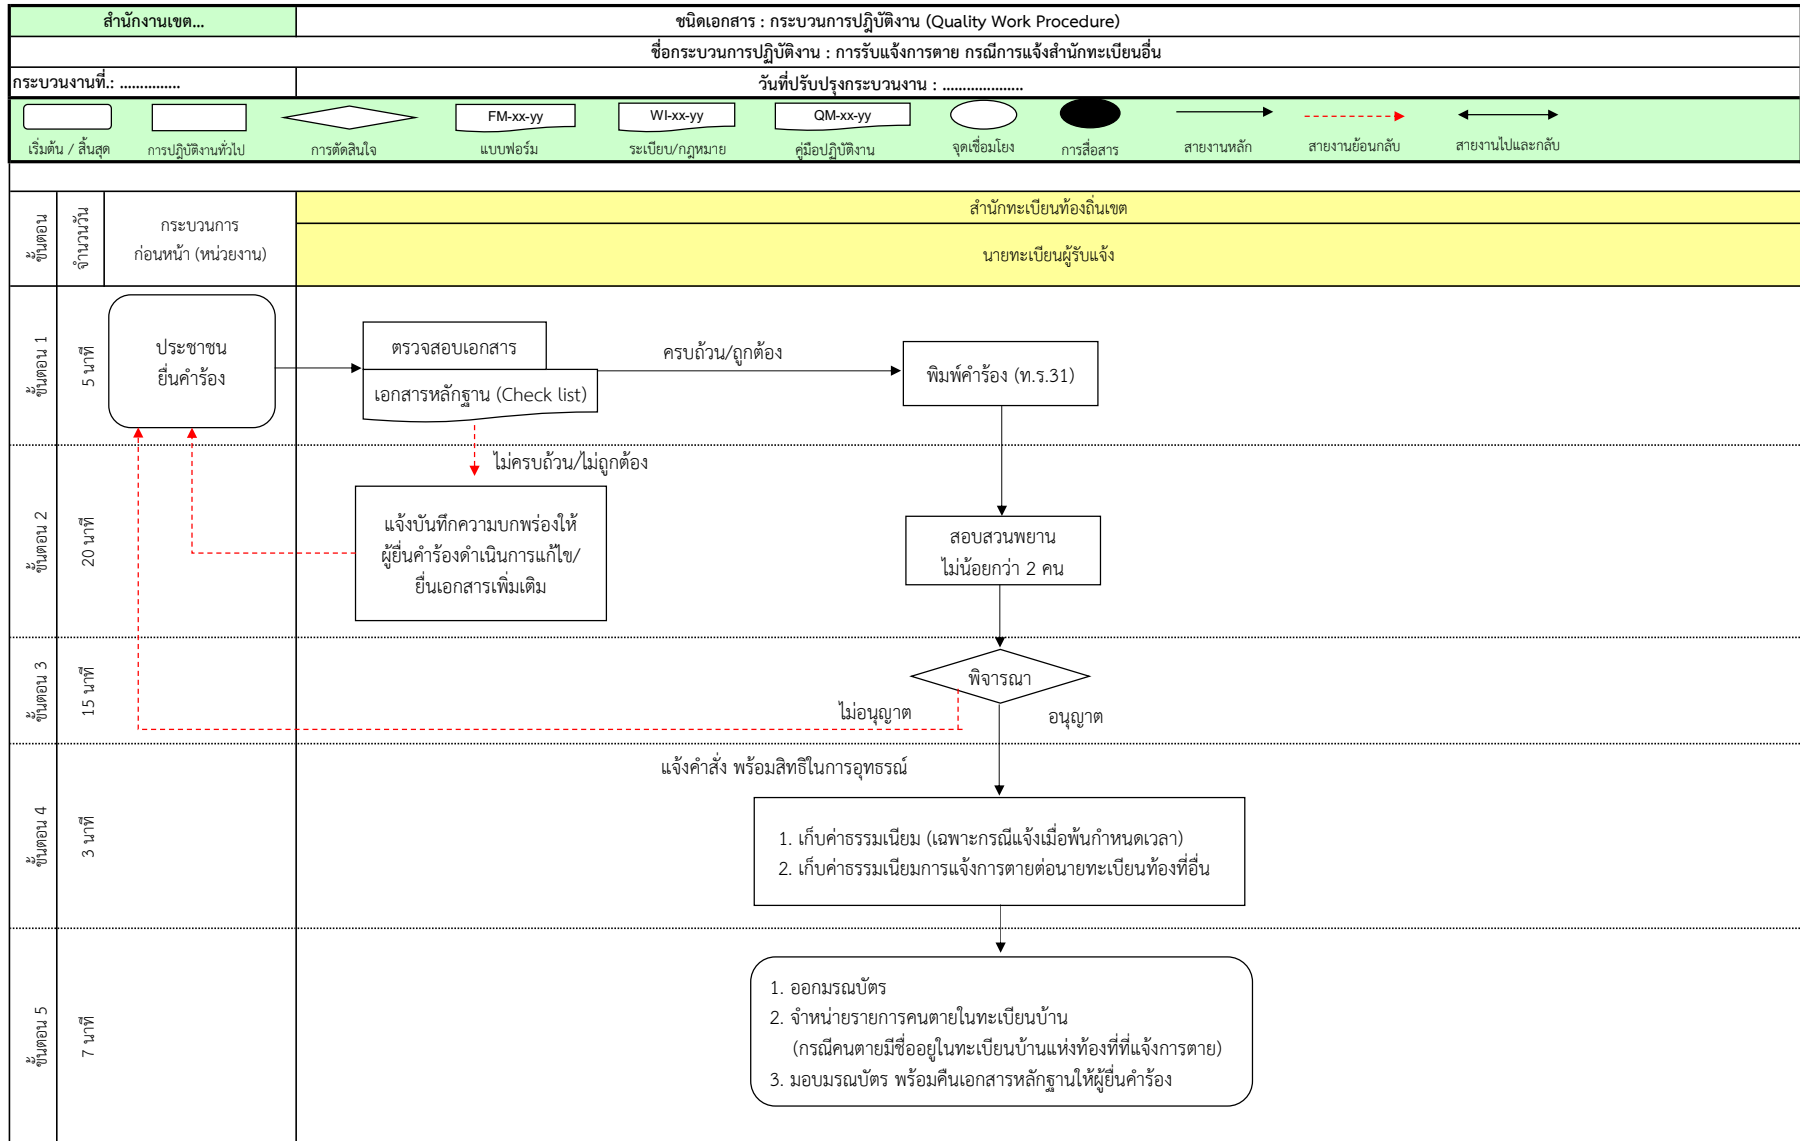 สำนักงานเขต...
ชนิดเอกสาร : กระบวนการปฏิบัติงาน (Quality Work Procedure)
ชื่อกระบวนการปฏิบัติงาน : การรับแจ้งการตาย กรณีการแจ้งสำนักทะเบียนอื่น
กระบวนงานที่.: ...............
วันที่ปรับปรุงกระบวนงาน : ....................
FM-xx-yy
WI-xx-yy
QM-xx-yy
เริ่มต้น / สิ้นสุด
การปฏิบัติงานทั่วไป
การตัดสินใจ
แบบฟอร์ม
ระเบียบ/กฎหมาย
คู่มือปฏิบัติงาน
จุดเชื่อมโยง
การสื่อสาร
สายงานหลัก
สายงานย้อนกลับ
สายงานไปและกลับ
ขั้นตอน
จำนวนวัน
กระบวนการ
ก่อนหน้า (หน่วยงาน)
สำนักทะเบียนท้องถิ่นเขต
นายทะเบียนผู้รับแจ้ง
ขั้นตอน 1
5 นาที
ประชาชน
ยื่นคำร้อง
ตรวจสอบเอกสาร
เอกสารหลักฐาน (Check list)
ครบถ้วน/ถูกต้อง
พิมพ์คำร้อง (ท.ร.31)
ไม่ครบถ้วน/ไม่ถูกต้อง
ขั้นตอน 2
20 นาที
แจ้งบันทึกความบกพร่องให้
ผู้ยื่นคำร้องดำเนินการแก้ไข/
ยื่นเอกสารเพิ่มเติม
สอบสวนพยาน
ไม่น้อยกว่า 2 คน
ขั้นตอน 3
15 นาที
พิจารณา
ไม่อนุญาต
อนุญาต
แจ้งคำสั่ง พร้อมสิทธิในการอุทธรณ์
ขั้นตอน 4
3 นาที
1. เก็บค่าธรรมเนียม (เฉพาะกรณีแจ้งเมื่อพ้นกำหนดเวลา)
2. เก็บค่าธรรมเนียมการแจ้งการตายต่อนายทะเบียนท้องที่อื่น
ขั้นตอน 5
7 นาที
1. ออกมรณบัตร
2. จำหน่ายรายการคนตายในทะเบียนบ้าน
(กรณีคนตายมีชื่ออยู่ในทะเบียนบ้านแห่งท้องที่ที่แจ้งการตาย)
3. มอบมรณบัตร พร้อมคืนเอกสารหลักฐานให้ผู้ยื่นคำร้อง